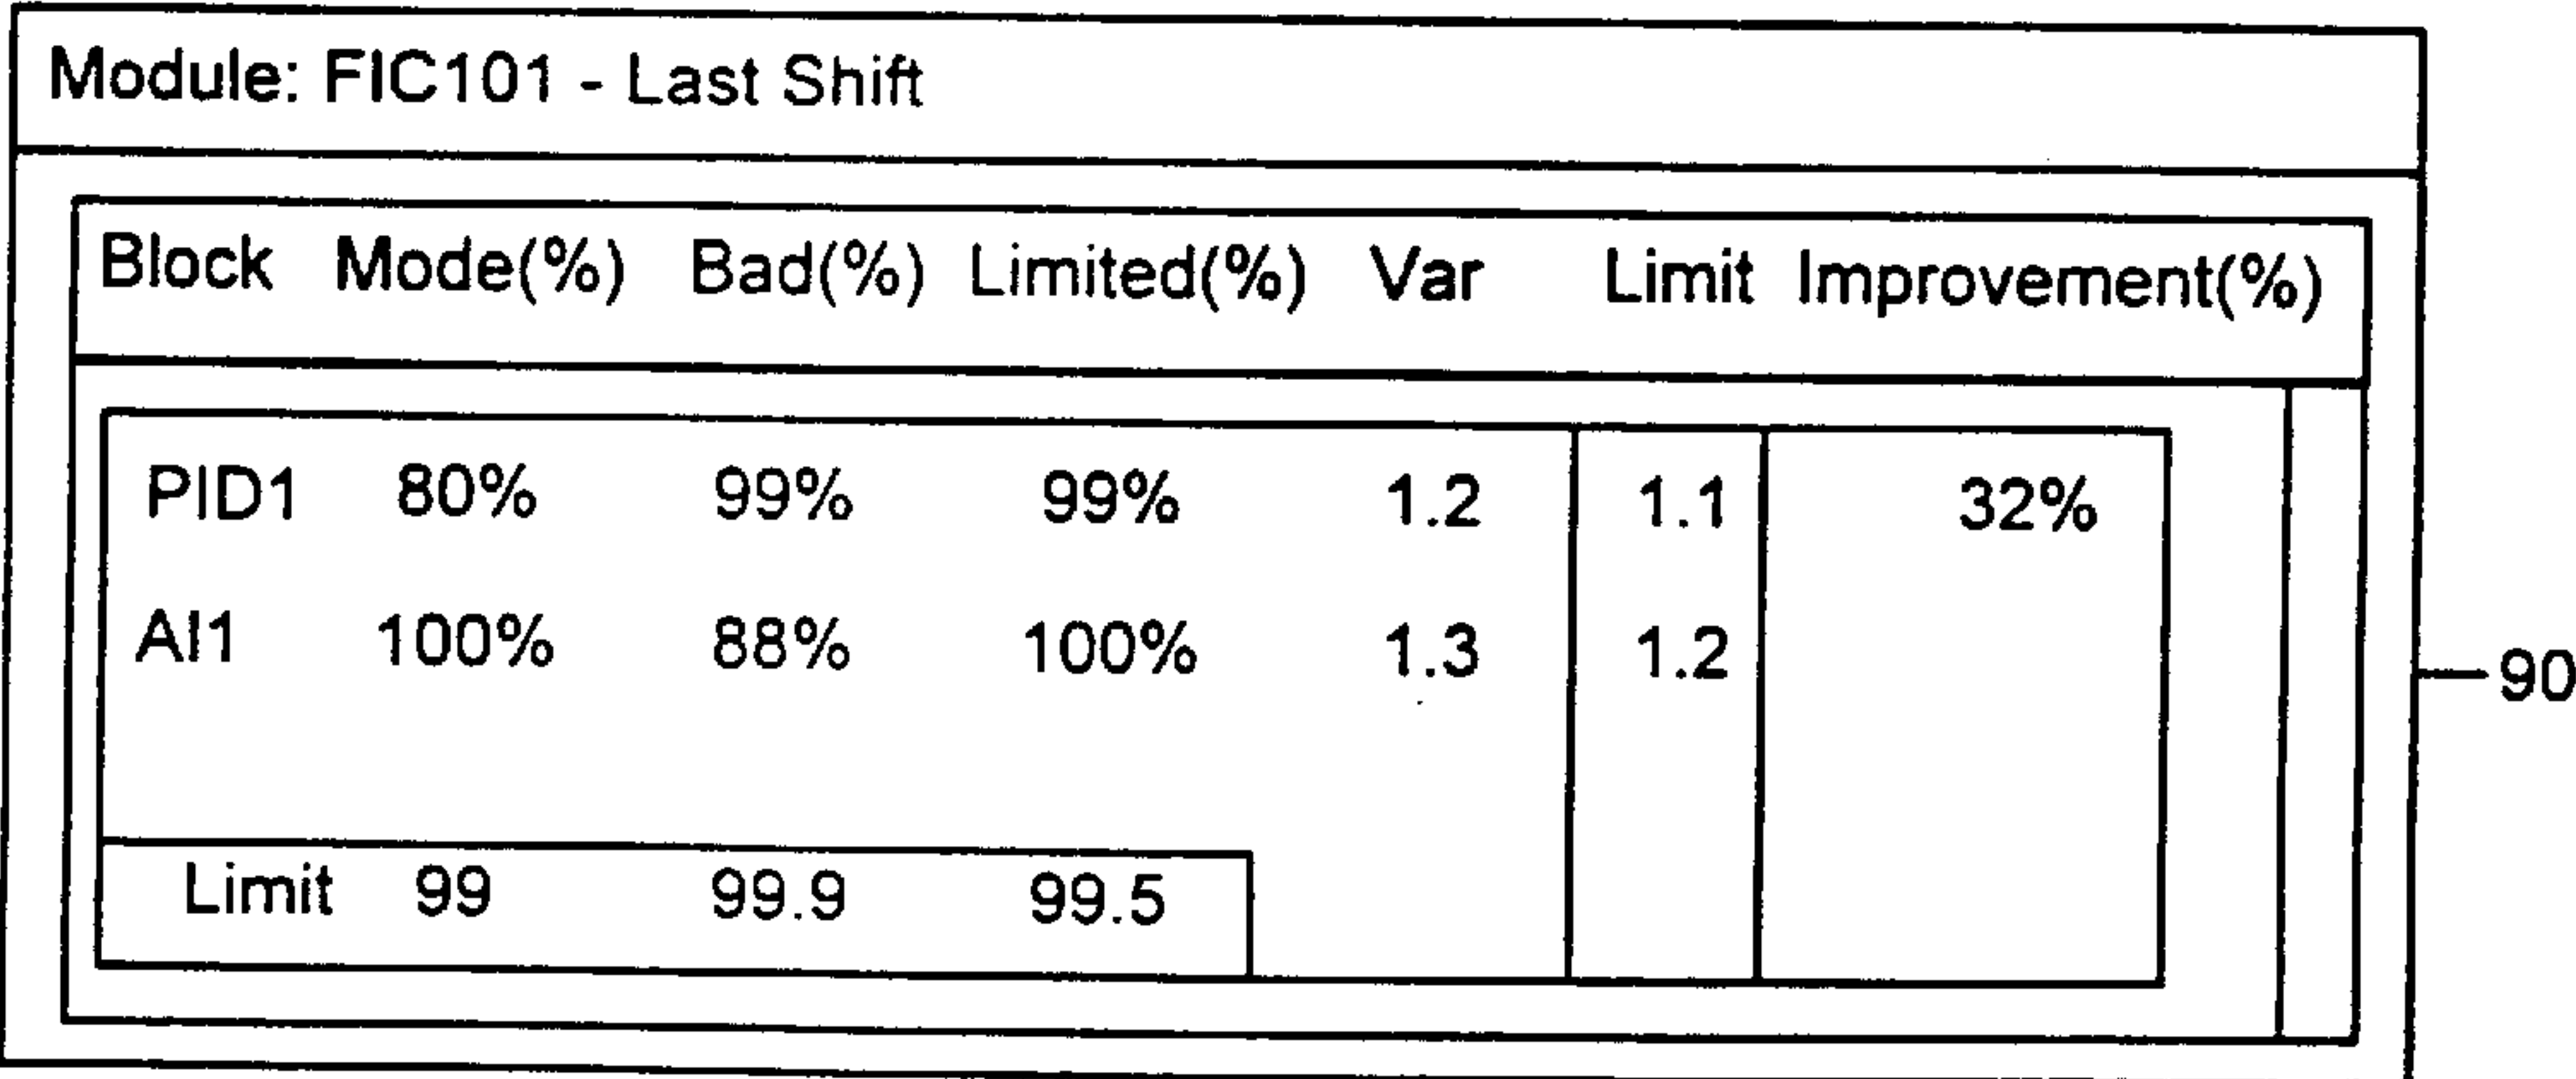 Module: FIC101 - Last Shift
Block Mode(%) Bad(%) Limited(%) Var Limit Improvement(%)
PID1 80% 99% 99% 1.2 1.1 32%
AI1 100% 88% 100% 1.3 1.2
90
Limit 99 99.9 99.5